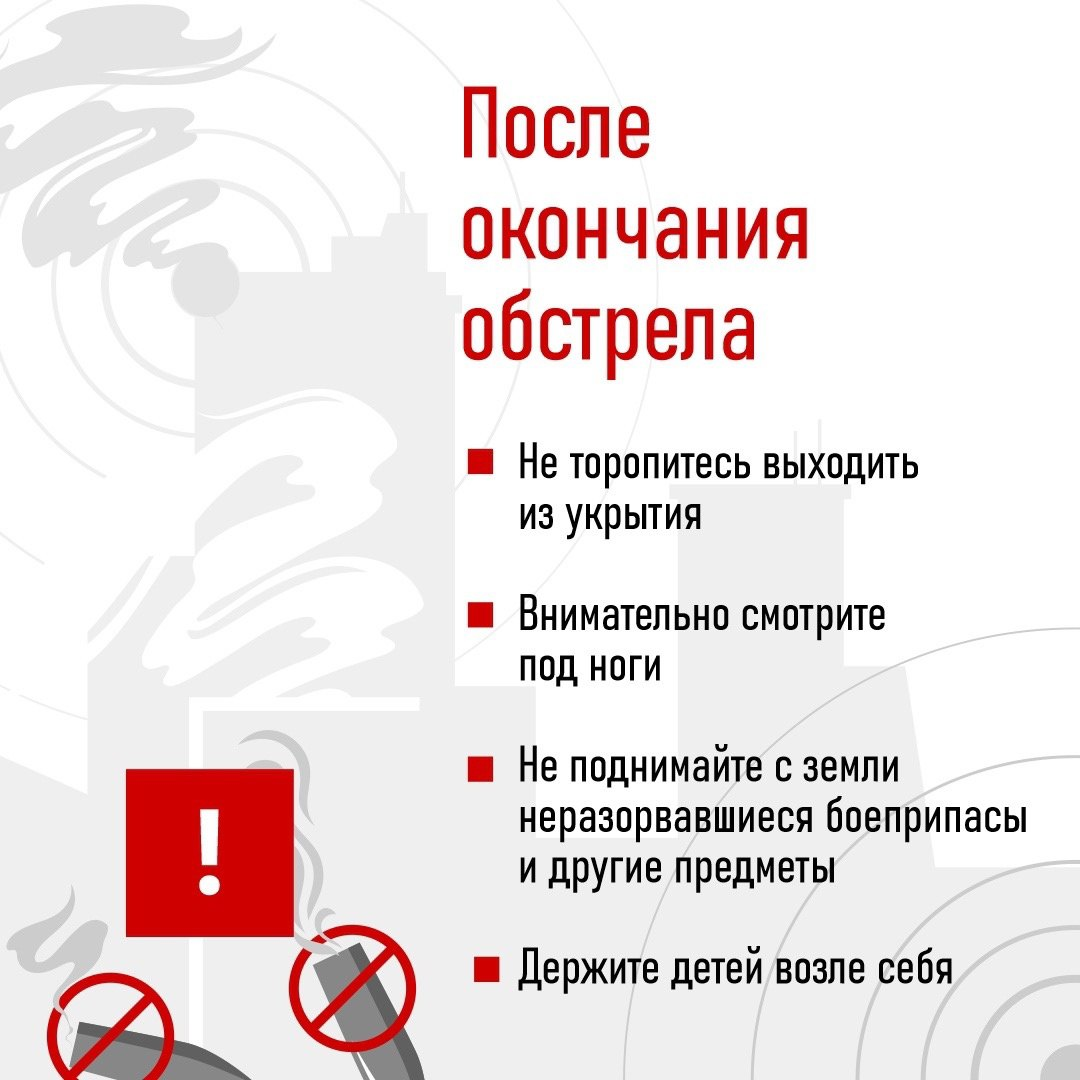 После
окончания
обстрела
Не торопитесь выходить
из укрытия
Внимательно смотрите
под ноги
Не поднимайте с земли
неразорвавшиеся боеприпасы
и другие предметы
!
Держите детей возле себя